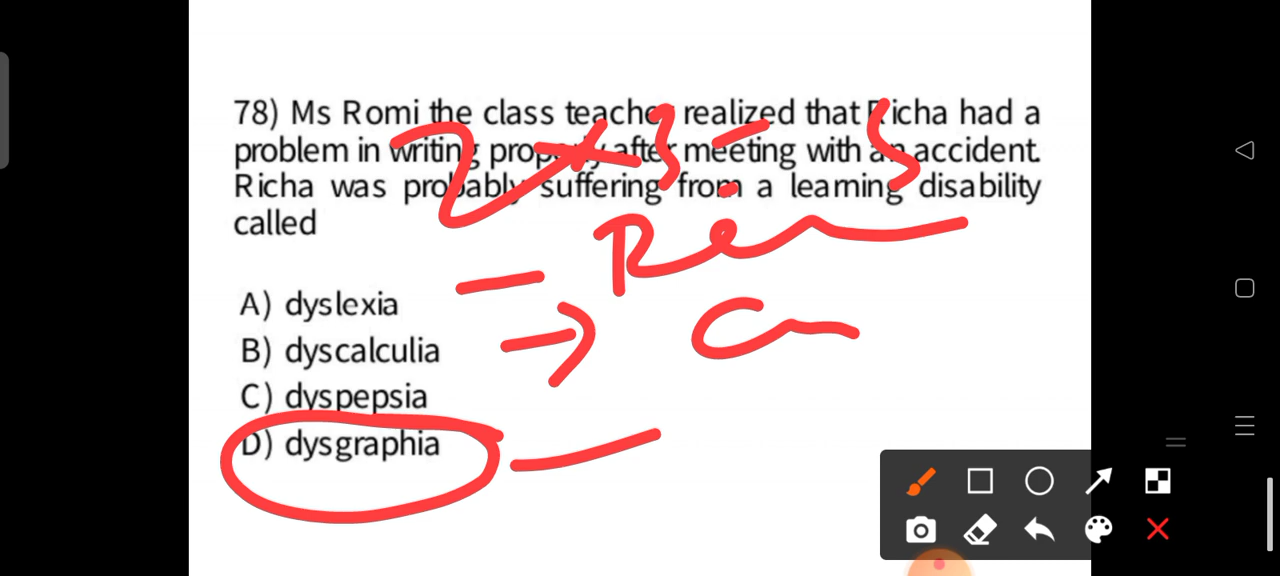 78) Ms Romi the class teacher realized that Richa had a
problem in writing properly after meeting with an accident.
Richa was probably suffering from a learning disability
called
A) dyslexia
B) dyscalculia
C) dyspepsia
D) dysgraphia